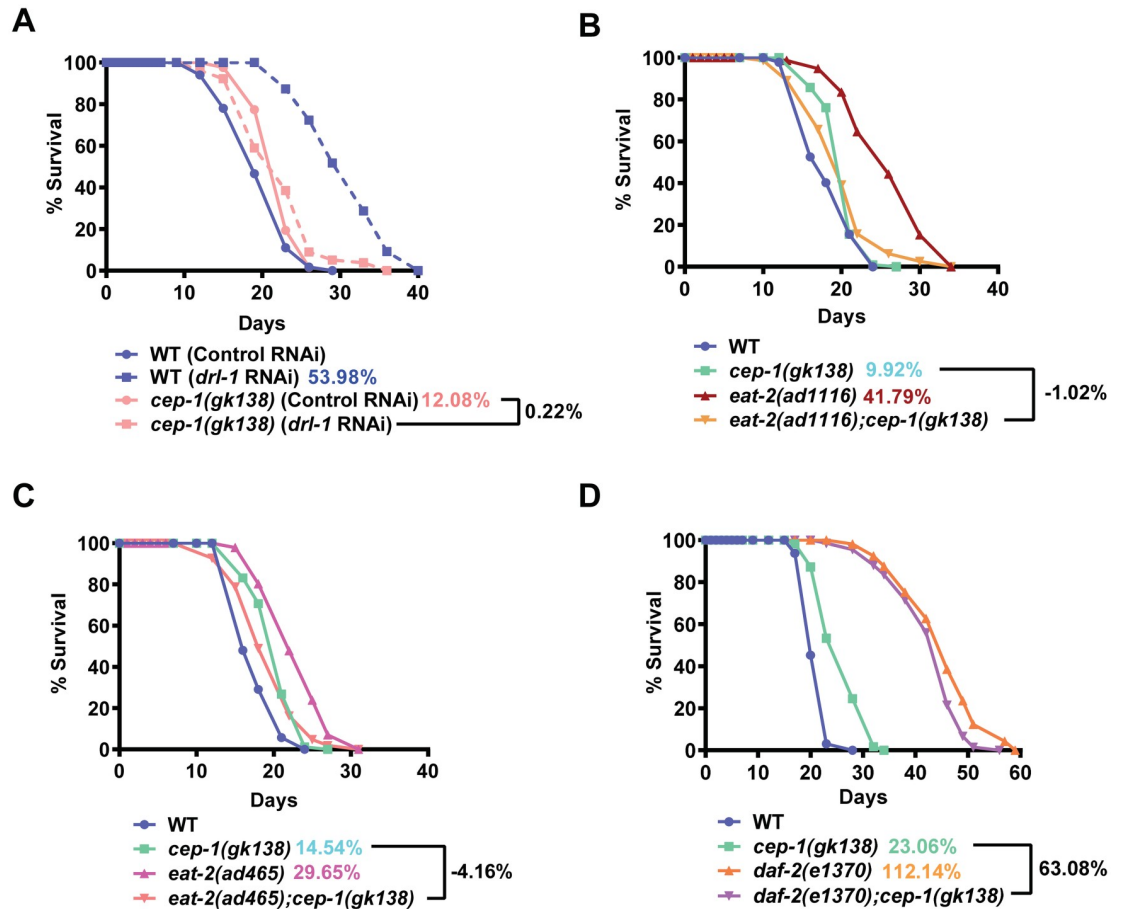 A
B
100
80
60
40
20
0
% Survival
0 10 20 30 40
Days
WT (Control RNAi)
WT (drl-1 RNAi) 53.98%
cep-1(gk138) (Control RNAi) 12.08%
cep-1(gk138) (drl-1 RNAi)
0.22%
100
80
60
40
20
0
% Survival
0 10 20 30 40
Days
WT
cep-1(gk138) 9.92%
eat-2(ad1116) 41.79%
eat-2(ad1116);cep-1(gk138)
-1.02%
C
D
100
80
60
40
20
0
% Survival
0 10 20 30 40
Days
WT
cep-1(gk138) 14.54%
eat-2(ad465) 29.65%
eat-2(ad465);cep-1(gk138)
-4.16%
100
80
60
40
20
0
% Survival
0 10 20 30 40 50 60
Days
WT
cep-1(gk138) 23.06%
daf-2(e1370) 112.14%
daf-2(e1370);cep-1(gk138)
63.08%